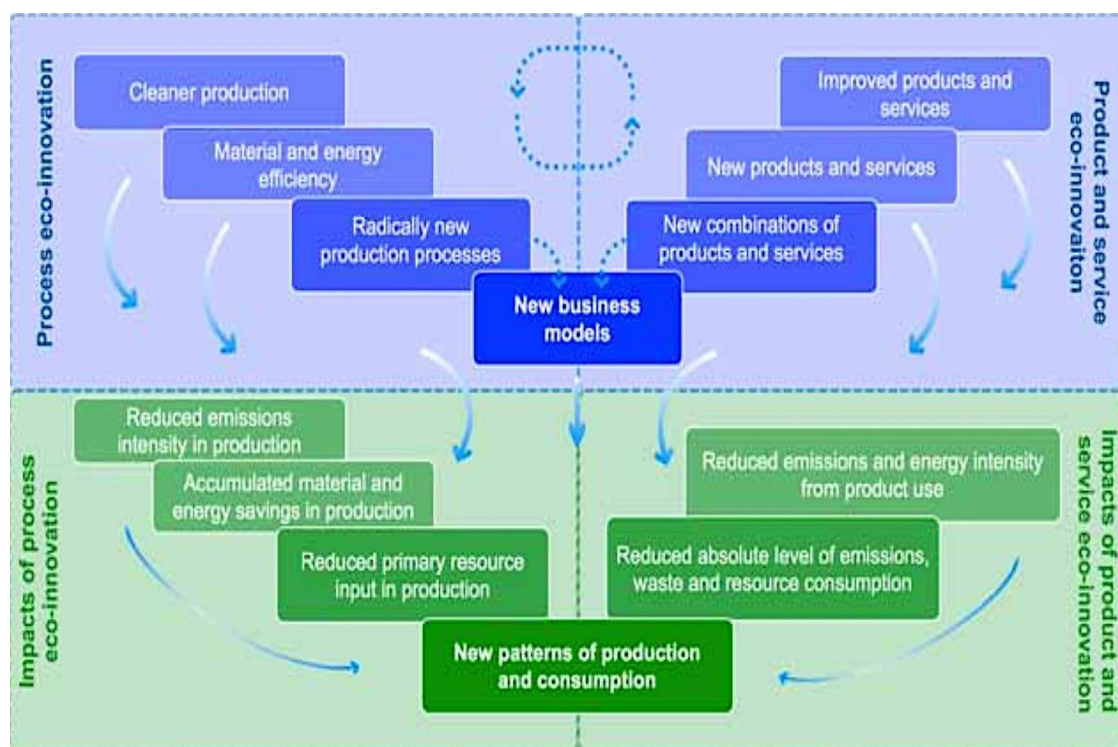 Process eco-innovation
Cleaner production
Material and energy
efficiency
Radically new
production processes
Improved products and
services
New products and services
New combinations of
products and services
New business
models
Product and service
eco-innovaiton
Impacts of process
eco-innovation
Reduced emissions
intensity in production
Accumulated material and
energy savings in production
Reduced primary resource
input in production
Reduced emissions and energy intensity
from product use
Reduced absolute level of emissions,
waste and resource consumption
New patterns of production
and consumption
Impacts of product and
service eco-innovation